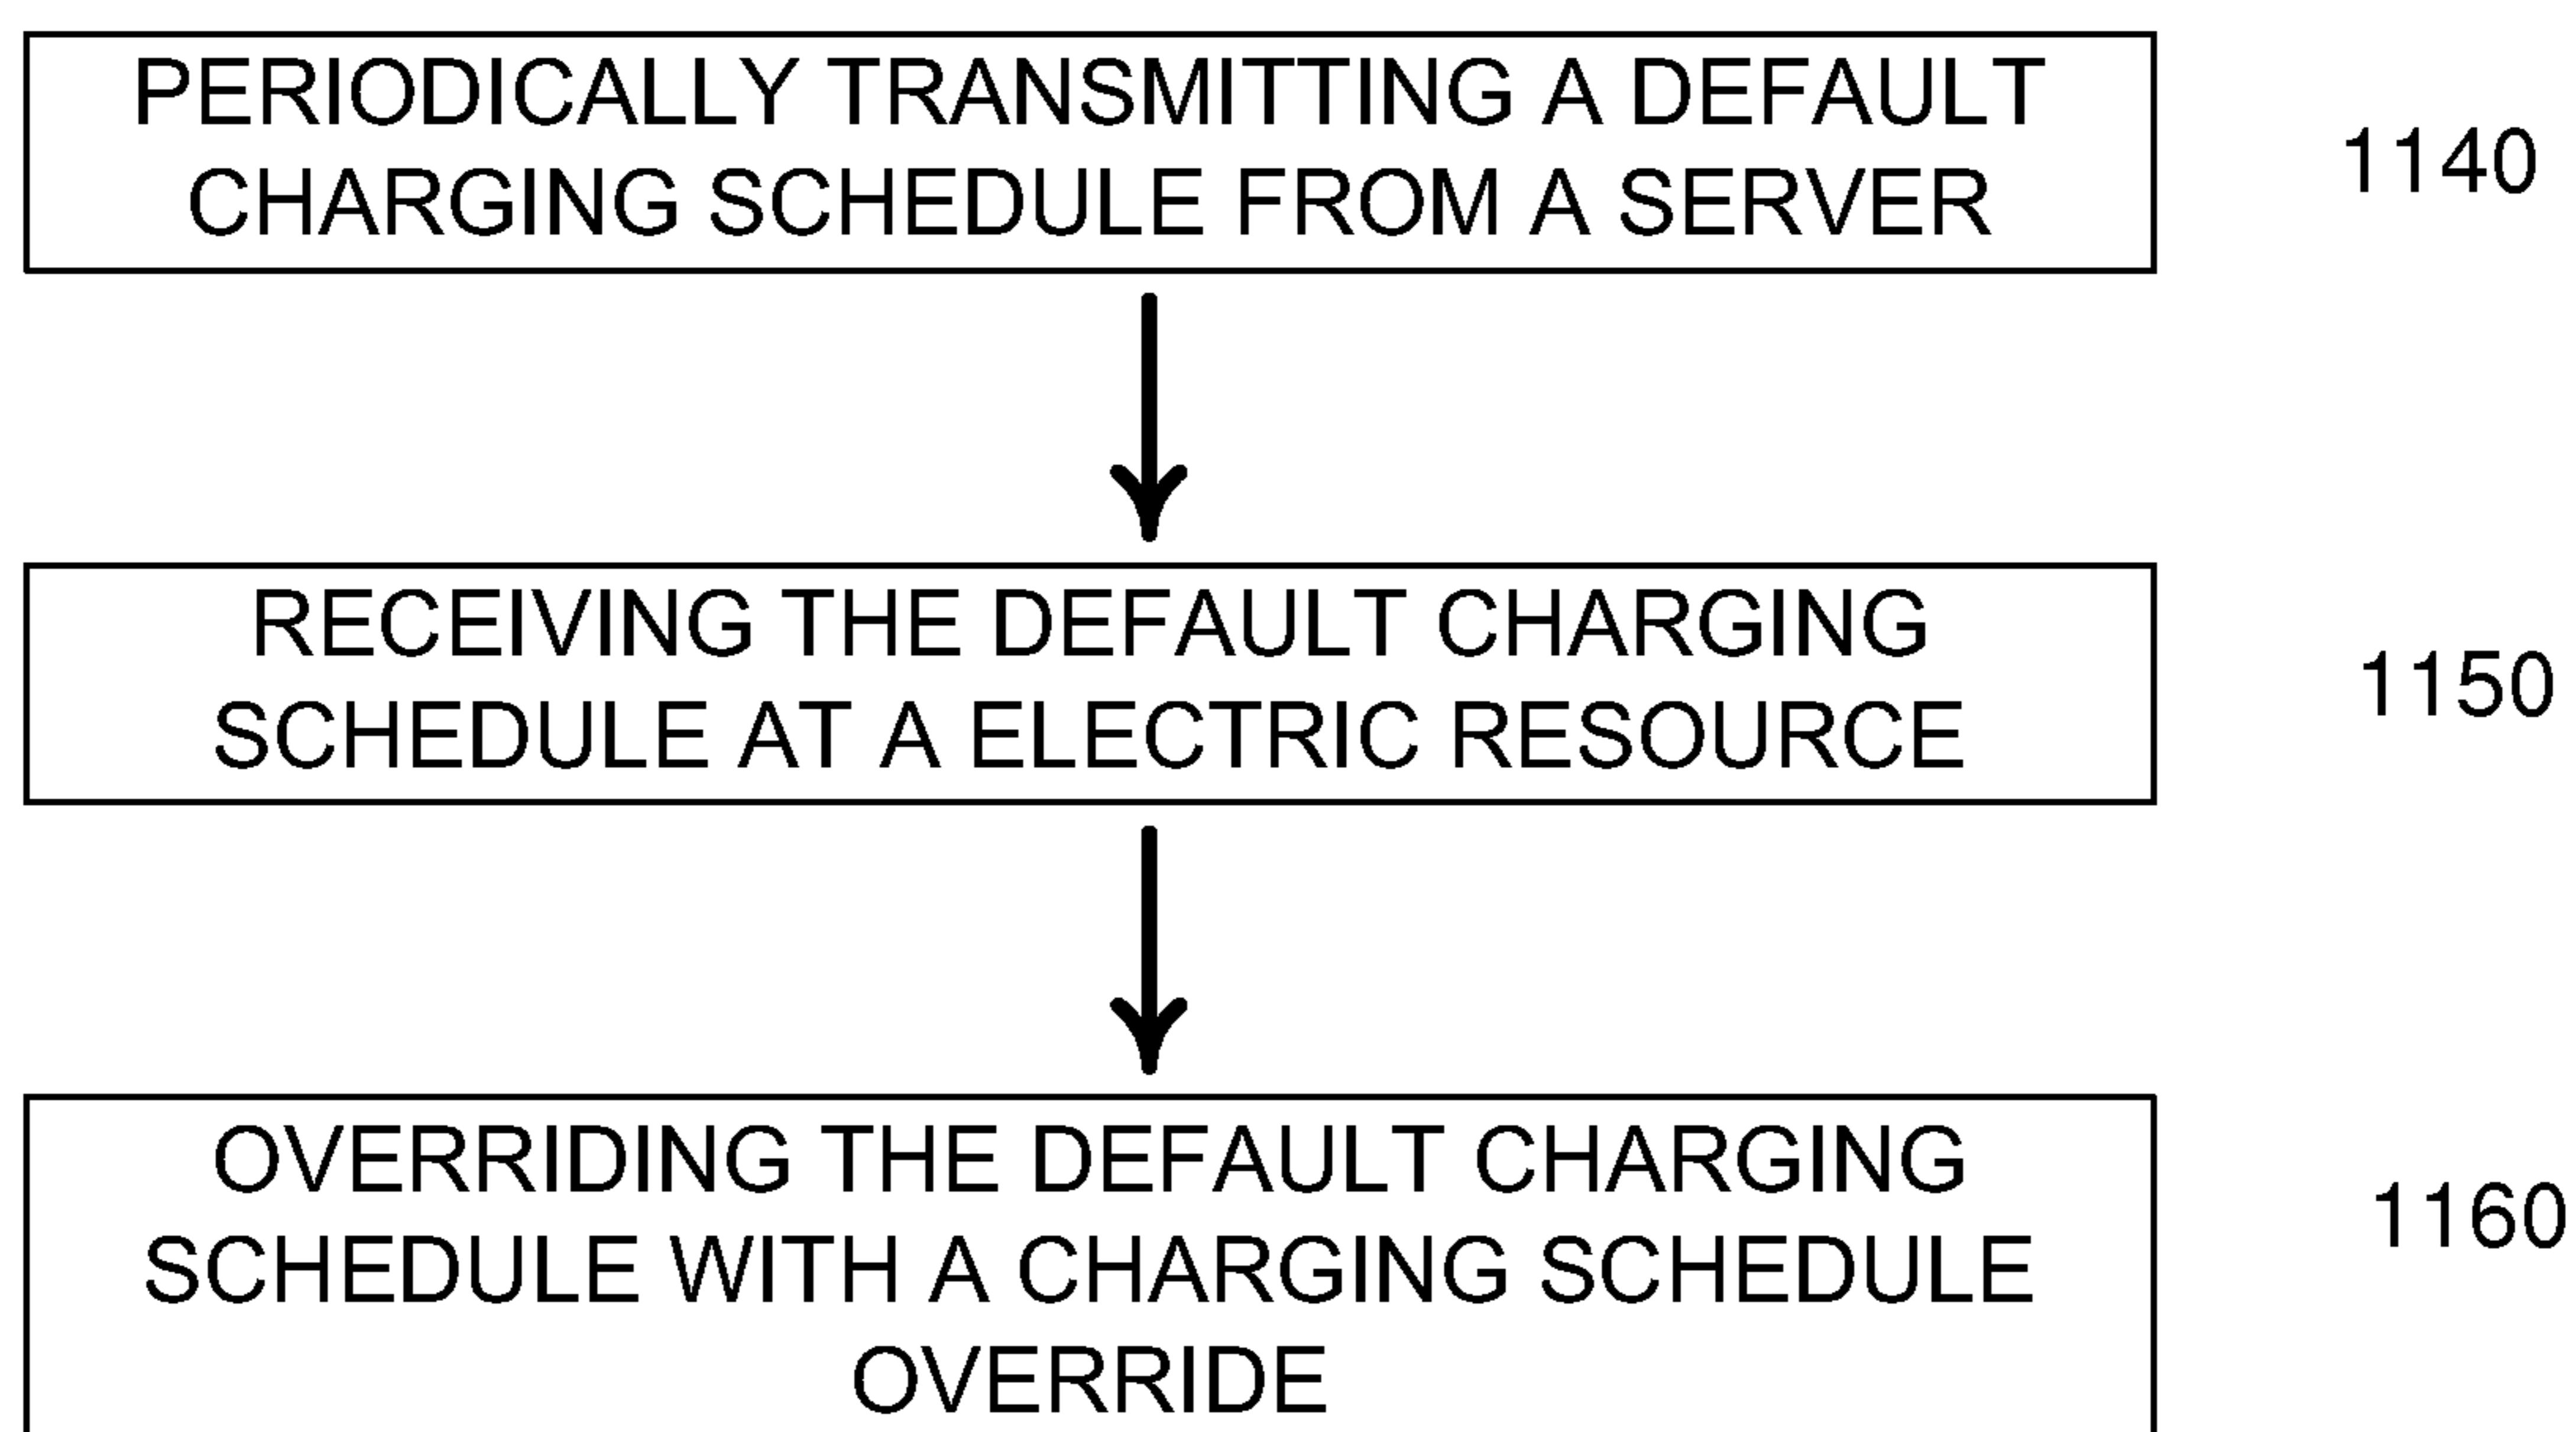 PERIODICALLY TRANSMITTING A DEFAULT
CHARGING SCHEDULE FROM A SERVER
1140
RECEIVING THE DEFAULT CHARGING
SCHEDULE AT A ELECTRIC RESOURCE
1150
OVERRIDING THE DEFAULT CHARGING
SCHEDULE WITH A CHARGING SCHEDULE
OVERRIDE
1160